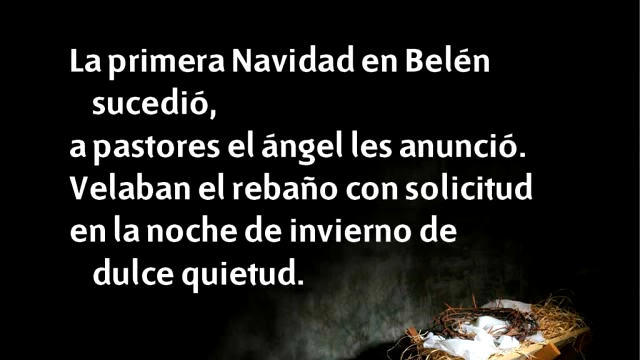 La primera Navidad en Belén
sucedió,
a pastores el ángel les anunció.
Velaban el rebaño con solicitud
en la noche de invierno de
dulce quietud.